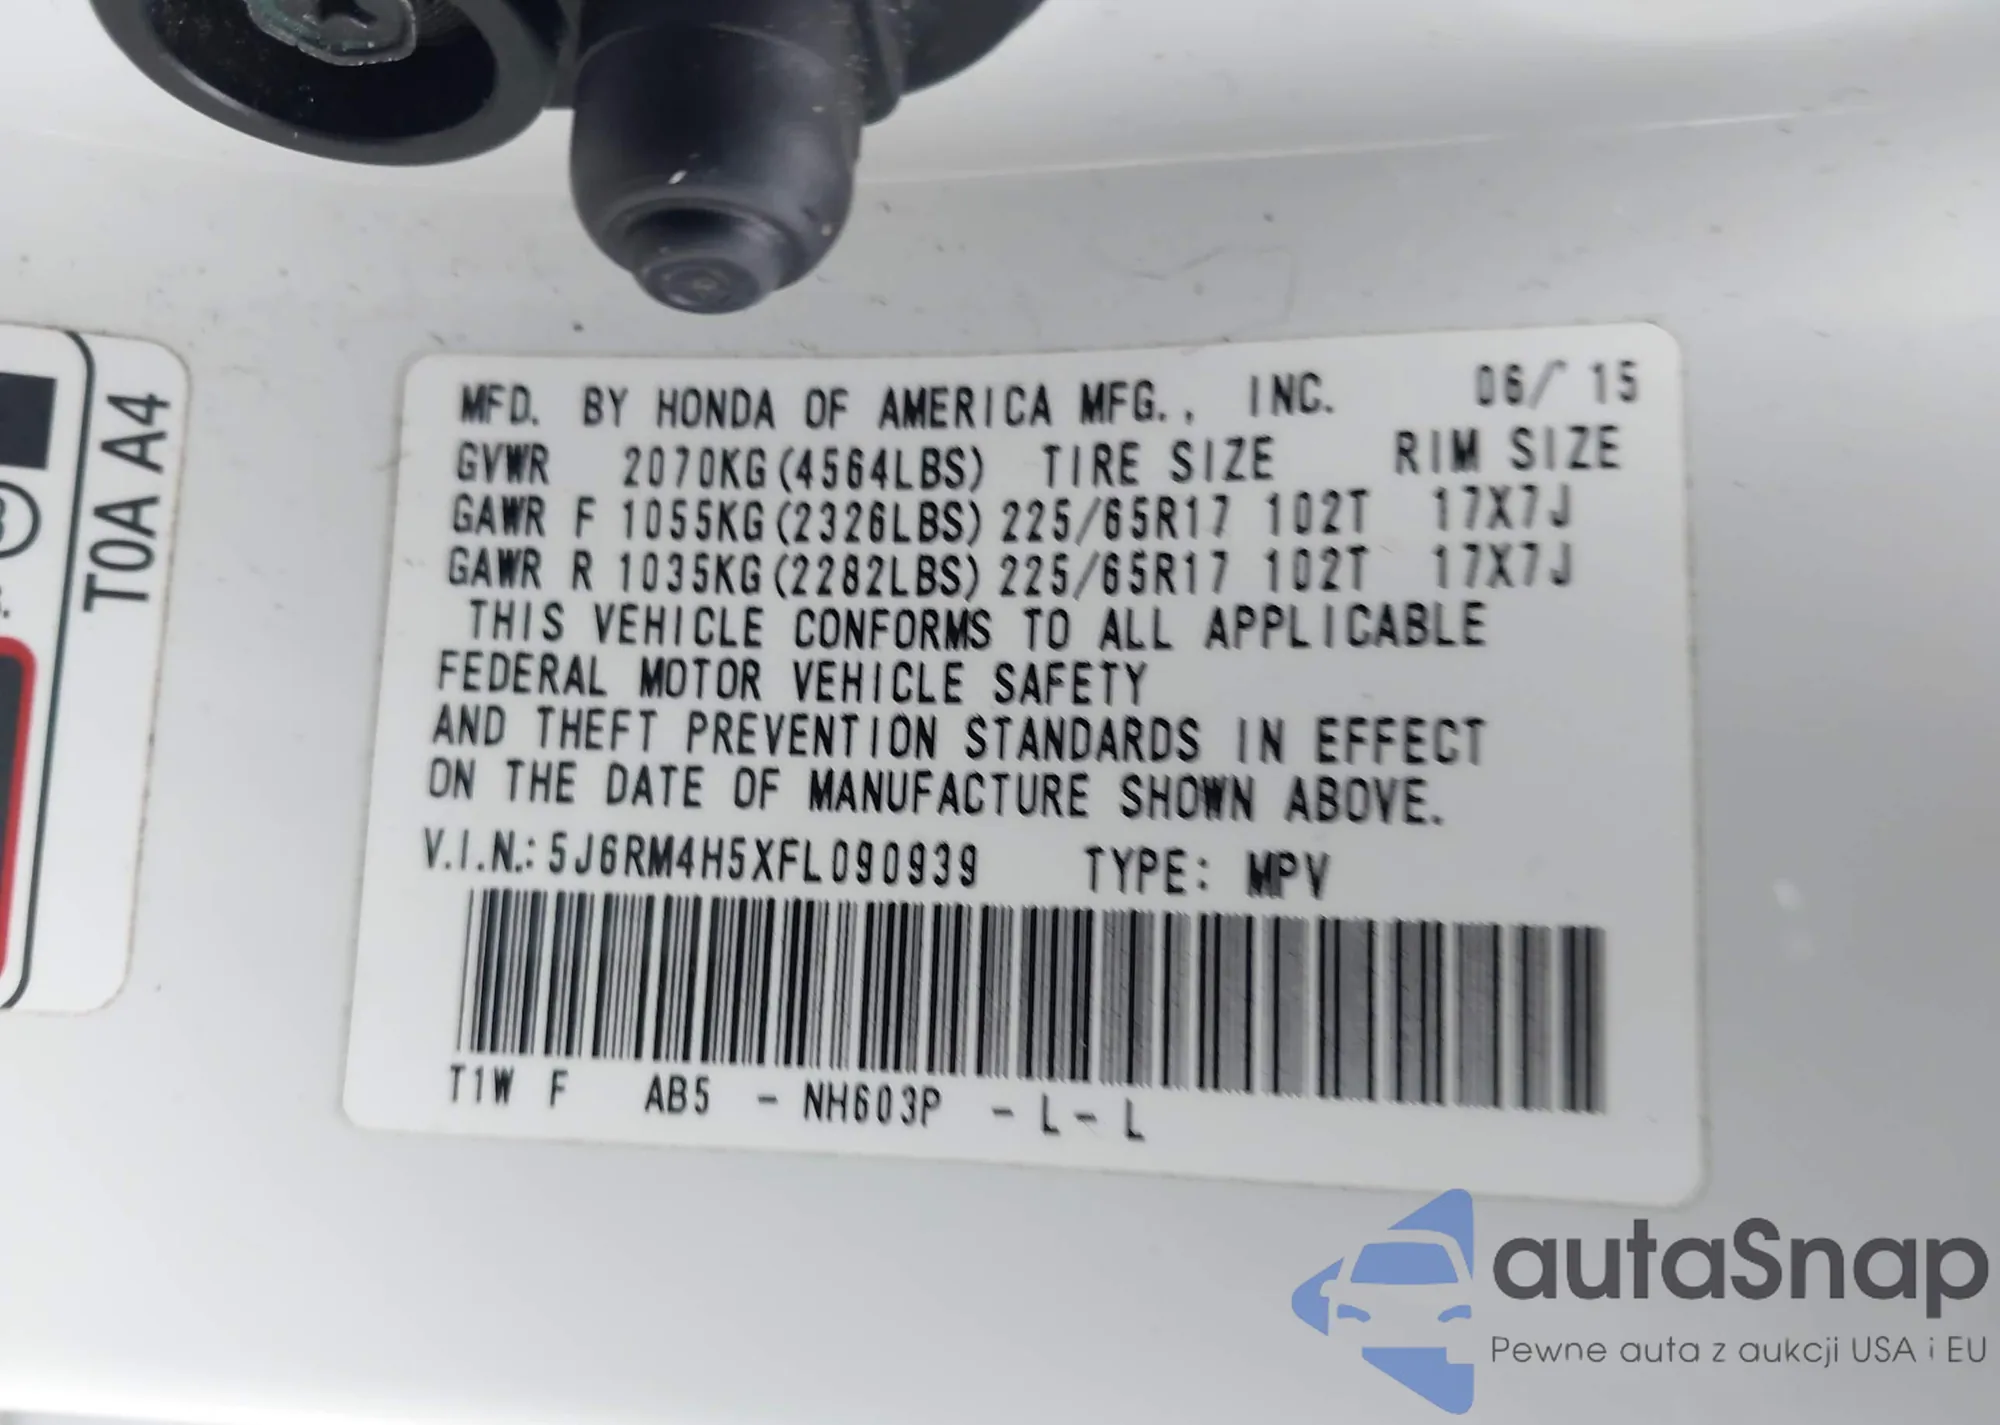 T0A A4
MFD. BY HONDA OF AMERICA MFG., INC. 06/15
GVWR 2070KG(4564LBS) TIRE SIZE RIM SIZE
GAWR F 1055KG(2326LBS) 225/65R17 102T 17X7J
GAWR R 1035KG(2282LBS) 225/65R17 102T 17X7J
THIS VEHICLE CONFORMS TO ALL APPLICABLE
FEDERAL MOTOR VEHICLE SAFETY
AND THEFT PREVENTION STANDARDS IN EFFECT
ON THE DATE OF MANUFACTURE SHOWN ABOVE.
V.I.N.: 5J6RM4H5XFL090939 TYPE: MPV
T1W F AB5 - NH603P - L - L
autaSnap
Pewne auta z aukcji USA i EU